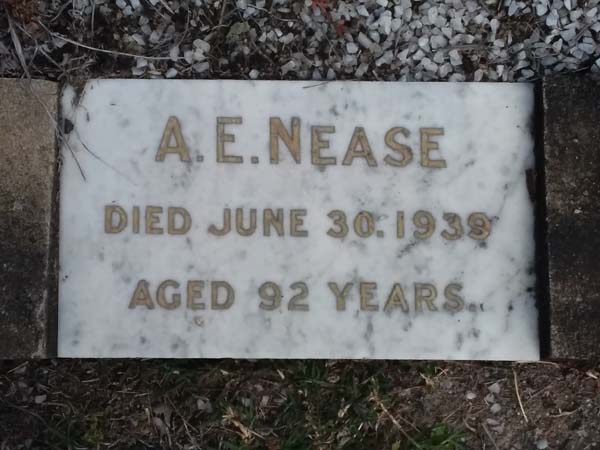 A. E. NEASE
DIED JUNE 30. 1939
AGED 92 YEARS.